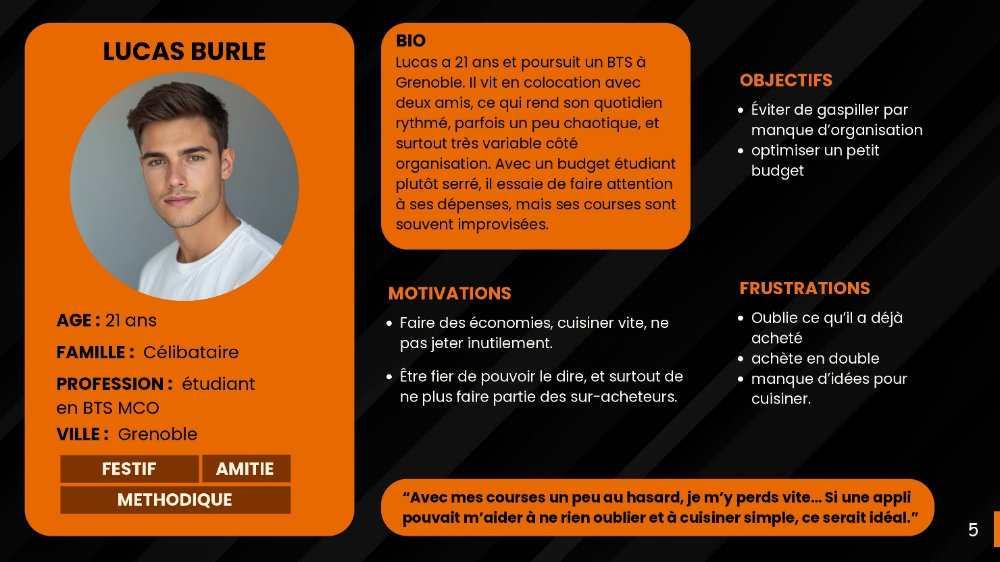 LUCAS BURLE
AGE : 21 ans
FAMILLE : Célibataire
PROFESSION : étudiant
en BTS MCO
VILLE : Grenoble
FESTIF
AMITIE
METHODIQUE
BIO
Lucas a 21 ans et poursuit un BTS à
Grenoble. Il vit en colocation avec
deux amis, ce qui rend son quotidien
rythmé, parfois un peu chaotique, et
surtout très variable côté
organisation. Avec un budget étudiant
plutôt serré, il essaie de faire attention
à ses dépenses, mais ses courses sont
souvent improvisées.
MOTIVATIONS
• Faire des économies, cuisiner vite, ne
pas jeter inutilement.
• Être fier de pouvoir le dire, et surtout de
ne plus faire partie des sur-acheteurs.
OBJECTIFS
• Éviter de gaspiller par
manque d’organisation
• optimiser un petit
budget
FRUSTRATIONS
• Oublie ce qu’il a déjà
acheté
• achète en double
• manque d’idées pour
cuisiner.
“Avec mes courses un peu au hasard, je m’y perds vite… Si une appli
pouvait m’aider à ne rien oublier et à cuisiner simple, ce serait idéal.”
5